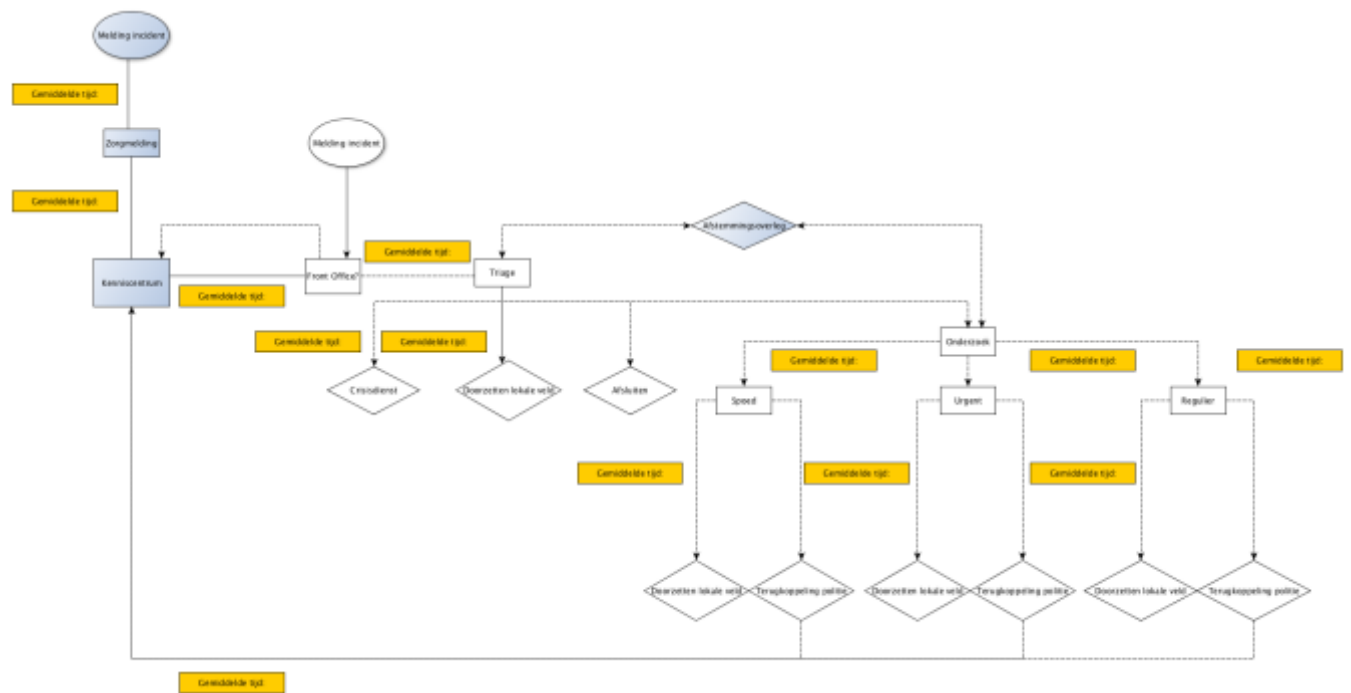 Melding incident
Gemiddelde tijd:
Zorgmelding
Melding incident
Gemiddelde tijd:
Afstemmingsoverleg
Gemiddelde tijd:
Front Office?
Triage
Kenniscentrum
Gemiddelde tijd:
Gemiddelde tijd:
Gemiddelde tijd:
Onderzoek
Gemiddelde tijd:
Gemiddelde tijd:
Gemiddelde tijd:
Crisisdienst
Doorzetten lokale veld
Afsluiten
Spoed
Urgent
Regulier
Gemiddelde tijd:
Gemiddelde tijd:
Gemiddelde tijd:
Doorzetten lokale veld
Terugkoppeling politie
Doorzetten lokale veld
Terugkoppeling politie
Doorzetten lokale veld
Terugkoppeling politie
Gemiddelde tijd: